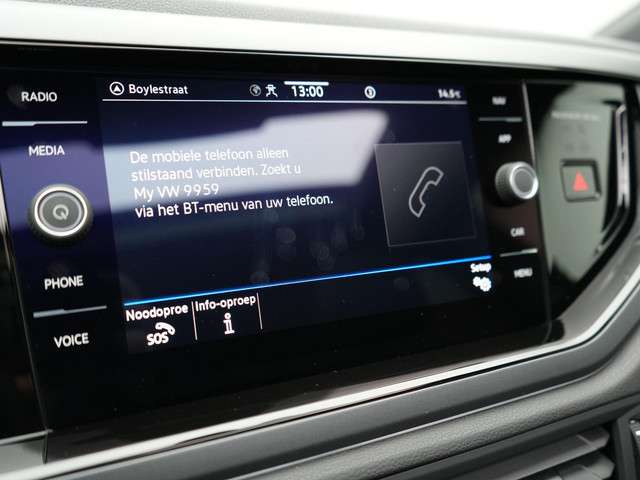 RADIO
MEDIA
PHONE
VOICE
Boylestraat
13:00
14.5°C
De mobiele telefoon alleen
stilstaand verbinden. Zoekt u
My VW 9959
via het BT-menu van uw telefoon.
Setup
Noodoproe
SOS
Info-oproep
i
NAV
APP
CAR
MENU